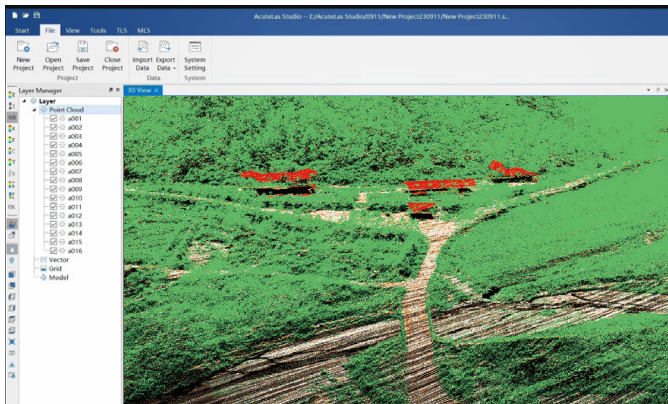 AcuteLas Studio -- E:/AcuteLas Studio/0911/New Project230911/New Project230911.s...
Start File View Tools TLS MLS
New Project Open Project Save Project Close Project Import Data Export Data System Setting
Project Data System
Layer Manager
3D View
Layer
Point Cloud
a001
a002
a003
a004
a005
a006
a007
a008
a009
a010
a011
a012
a013
a014
a015
a016
Vector
Grid
Model